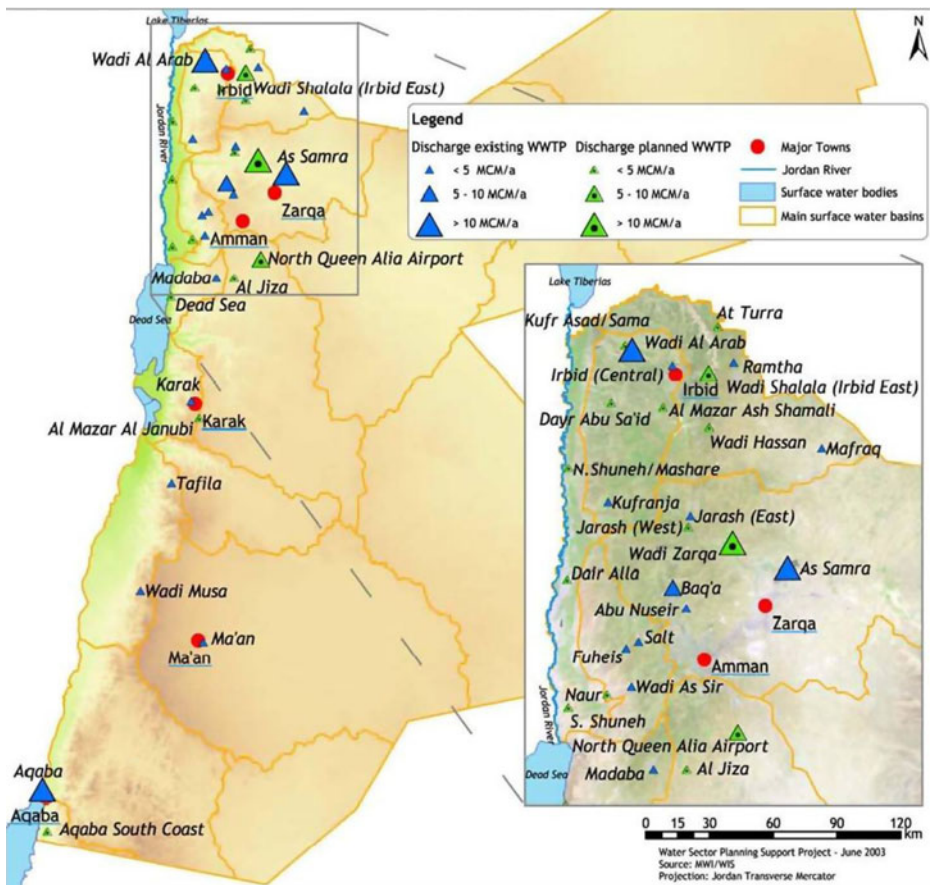 Lake Tiberias
N
Wadi Al Arab
Irbid
Wadi Shalala (Irbid East)
Jordan River
As Samra
Zarqa
Amman
North Queen Alia Airport
Madaba
Al Jiza
Dead Sea
Dead Sea
Karak
Karak
Al Mazar Al Janubi
Tafila
Wadi Musa
Ma'an
Ma'an
Aqaba
Aqaba
Aqaba South Coast
Legend
Discharge existing WWTP
< 5 MCM/a
5 - 10 MCM/a
> 10 MCM/a
Discharge planned WWTP
< 5 MCM/a
5 - 10 MCM/a
> 10 MCM/a
Major Towns
Jordan River
Surface water bodies
Main surface water basins
Lake Tiberias
At Turra
Kufr Asad/Sama
Wadi Al Arab
Ramtha
Irbid (Central)
Irbid
Wadi Shalala (Irbid East)
Dayr Abu Sa'id
Al Mazar Ash Shamali
Wadi Hassan
Mafraq
N.Shuneh/Mashare
Kufranja
Jarash (East)
Jarash (West)
Wadi Zarqa
As Samra
Dair Alla
Baq'a
Abu Nuseir
Zarqa
Salt
Fuheis
Amman
Wadi As Sir
Naur
S. Shuneh
Jordan River
North Queen Alia Airport
Dead Sea
Madaba
Al Jiza
0 15 30 60 90 120
km
Water Sector Planning Support Project - June 2003
Source: MWI/WIS
Projection: Jordan Transverse Mercator